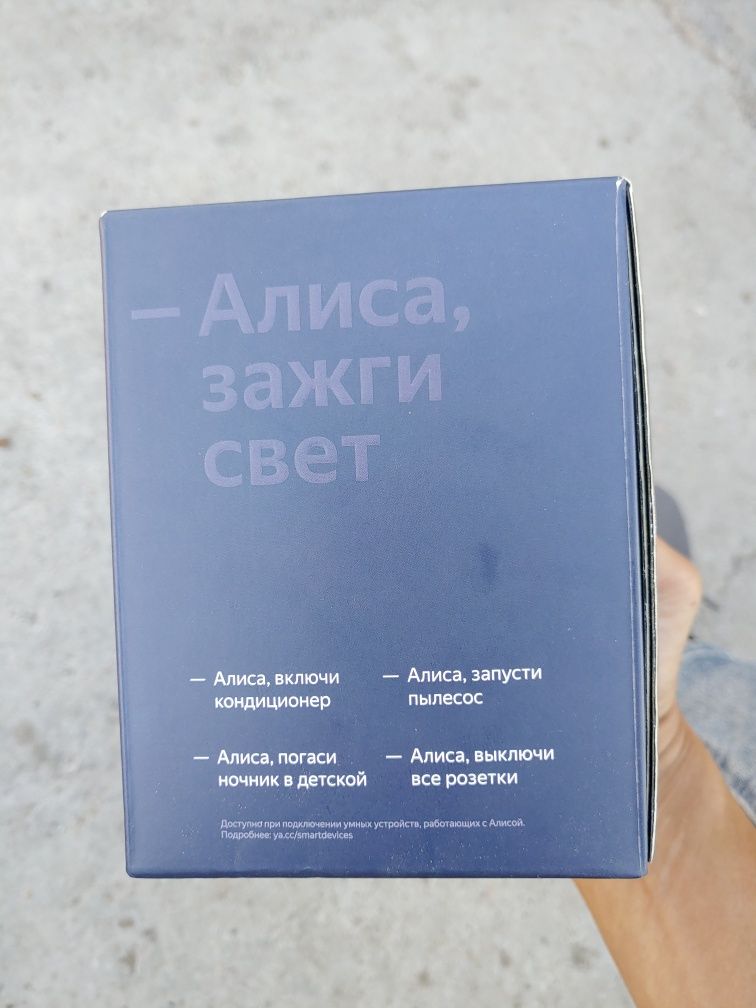 — Алиса,
зажги
свет
— Алиса, включи
кондиционер
— Алиса, запусти
пылесос
— Алиса, погаси
ночник в детской
— Алиса, выключи
все розетки
Доступно при подключении умных устройств, работающих с Алисой.
Подробнее: ya.cc/smartdevices